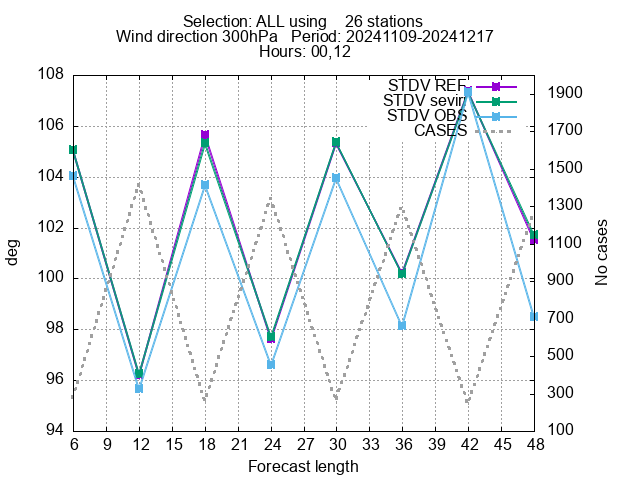 Selection: ALL using 26 stations
Wind direction 300hPa Period: 20241109-20241217
Hours: 00,12
108
106
104
102
100
98
96
94
deg
STDV REF
STDV sevir
STDV OBS
CASES
1900
1700
1500
1300
1100
900
700
500
300
100
No cases
6 9 12 15 18 21 24 27 30 33 36 39 42 45 48
Forecast length